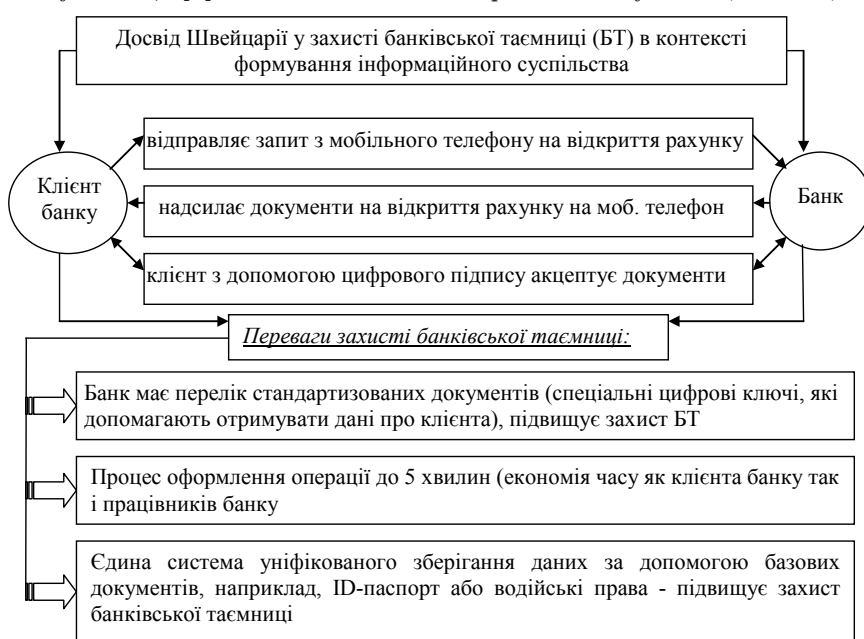 Досвід Швейцарії у захисті банківської таємниці (БТ) в контексті
формування інформаційного суспільства
відправляє запит з мобільного телефону на відкриття рахунку
Клієнт
банку
Банк
надсилає документи на відкриття рахунку на моб. телефон
клієнт з допомогою цифрового підпису акцептує документи
Переваги захисті банківської таємниці:
Банк має перелік стандартизованих документів (спеціальні цифрові ключі, які
допомагають отримувати дані про клієнта), підвищує захист БТ
Процес оформлення операції до 5 хвилин (економія часу як клієнта банку так
і працівників банку
Єдина система уніфікованого зберігання даних за допомогою базових
документів, наприклад, ID-паспорт або водійські права - підвищує захист
банківської таємниці